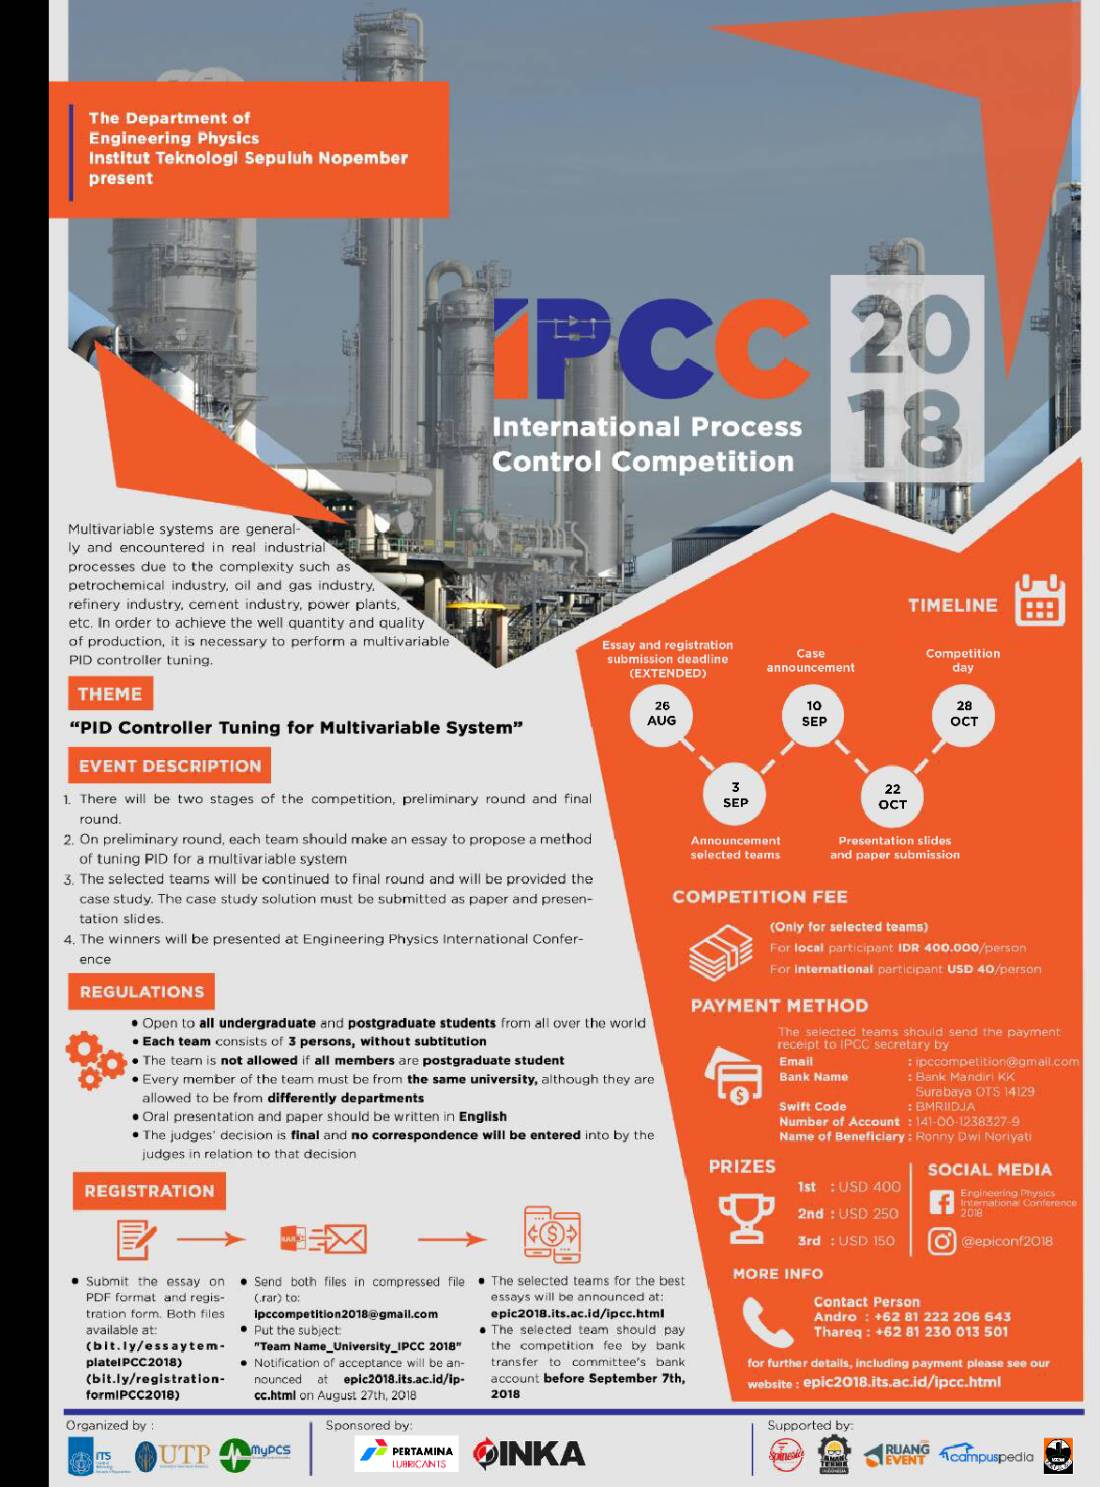 The Department of
Engineering Physics
Institut Teknologi Sepuluh Nopember
present
IPCC
20
18
International Process
Control Competition
Multivariable systems are general-
ly and encountered in real industrial
processes due to the complexity such as
petrochemical industry, oil and gas industry,
refinery industry, cement industry, power plants,
etc. In order to achieve the well quantity and quality
of production, it is necessary to perform a multivariable
PID controller tuning.
THEME
“PID Controller Tuning for Multivariable System”
EVENT DESCRIPTION
1. There will be two stages of the competition, preliminary round and final
round.
2. On preliminary round, each team should make an essay to propose a method
of tuning PID for a multivariable system
3. The selected teams will be continued to final round and will be provided the
case study. The case study solution must be submitted as paper and presen-
tation slides.
4. The winners will be presented at Engineering Physics International Confer-
ence
REGULATIONS
• Open to all undergraduate and postgraduate students from all over the world
• Each team consists of 3 persons, without subtitution
• The team is not allowed if all members are postgraduate student
• Every member of the team must be from the same university, although they are
allowed to be from differently departments
• Oral presentation and paper should be written in English
• The judges' decision is final and no correspondence will be entered into by the
judges in relation to that decision
REGISTRATION
• Submit the essay on
PDF format and regis-
tration form. Both files
available at:
(bit.ly/essaytem-
plateIPCC2018)
(bit.ly/registration-
formIPCC2018)
• Send both files in compressed file
(.rar) to:
ipccompetition2018@gmail.com
• Put the subject:
"Team Name_University_IPCC 2018"
• Notification of acceptance will be an-
nounced at epic2018.its.ac.id/ip-
cc.html on August 27th, 2018
• The selected teams for the best
essays will be announced at:
epic2018.its.ac.id/ipcc.html
• The selected team should pay
the competition fee by bank
transfer to committee's bank
account before September 7th,
2018
TIMELINE
Essay and registration
submission deadline
(EXTENDED)
26
AUG
3
SEP
Announcement
selected teams
Case
announcement
10
SEP
22
OCT
Presentation slides
and paper submission
Competition
day
28
OCT
COMPETITION FEE
(Only for selected teams)
For local participant IDR 400.000/person
For international participant USD 40/person
PAYMENT METHOD
The selected teams should send the payment
receipt to IPCC secretary by
Email : ipccompetition@gmail.com
Bank Name : Bank Mandiri KK
Surabaya OTS 14129
Swift Code : BMRIIDJA
Number of Account : 141-00-1238327-9
Name of Beneficiary : Ronny Dwi Noriyati
PRIZES
1st : USD 400
2nd : USD 250
3rd : USD 150
SOCIAL MEDIA
Engineering Physics
International Conference
2018
@epiconf2018
MORE INFO
Contact Person
Andro : +62 81 222 206 643
Thareq : +62 81 230 013 501
for further details, including payment please see our
website : epic2018.its.ac.id/ipcc.html
Organized by :
ITS
UTP
MyPCS
Sponsored by:
PERTAMINA
LUBRICANTS
INKA
Supported by:
RUANG
EVENT
campuspedia